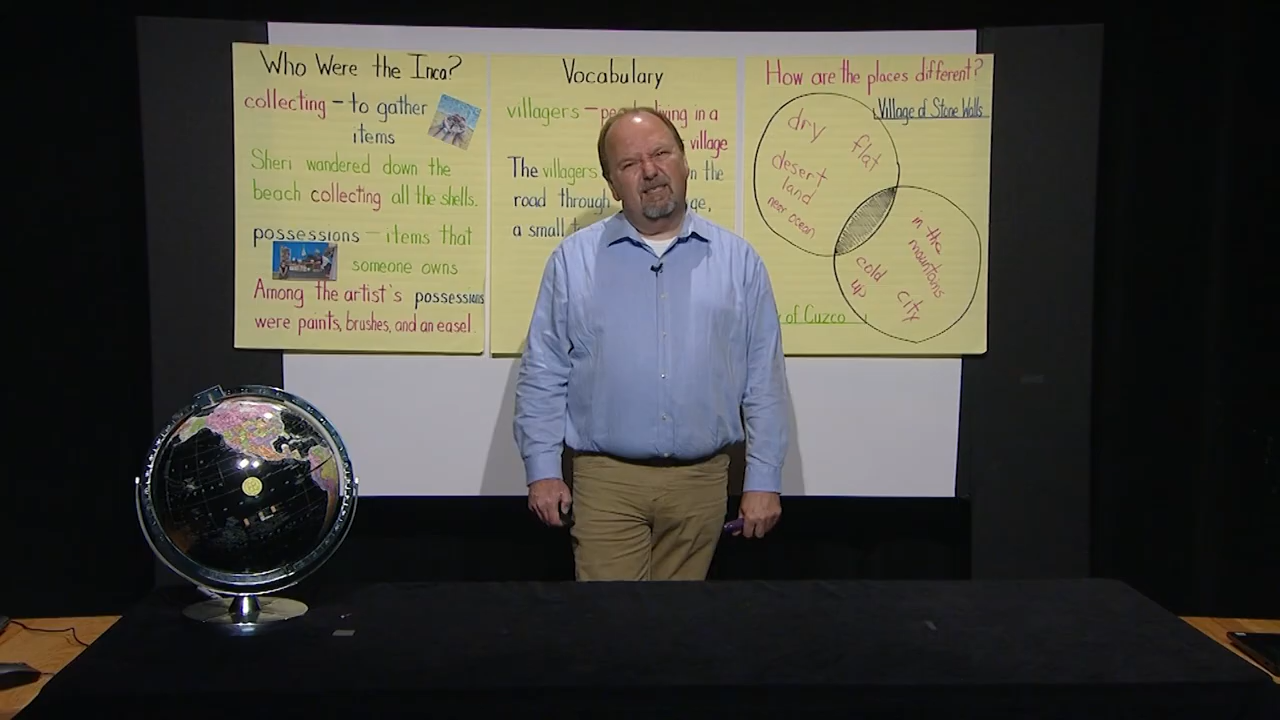 Who Were the Inca?
collecting – to gather
items
Sheri wandered down the
beach collecting all the shells.
possessions – items that
someone owns
Among the artist's possessions
were paints, brushes, and an easel.
Vocabulary
villagers – living in a
village
The villagers the
road through
a small
How are the places different?
Village of Stone Walls
dry
flat
desert
land
near ocean
in the
mountains
cold
up
city
of Cuzco